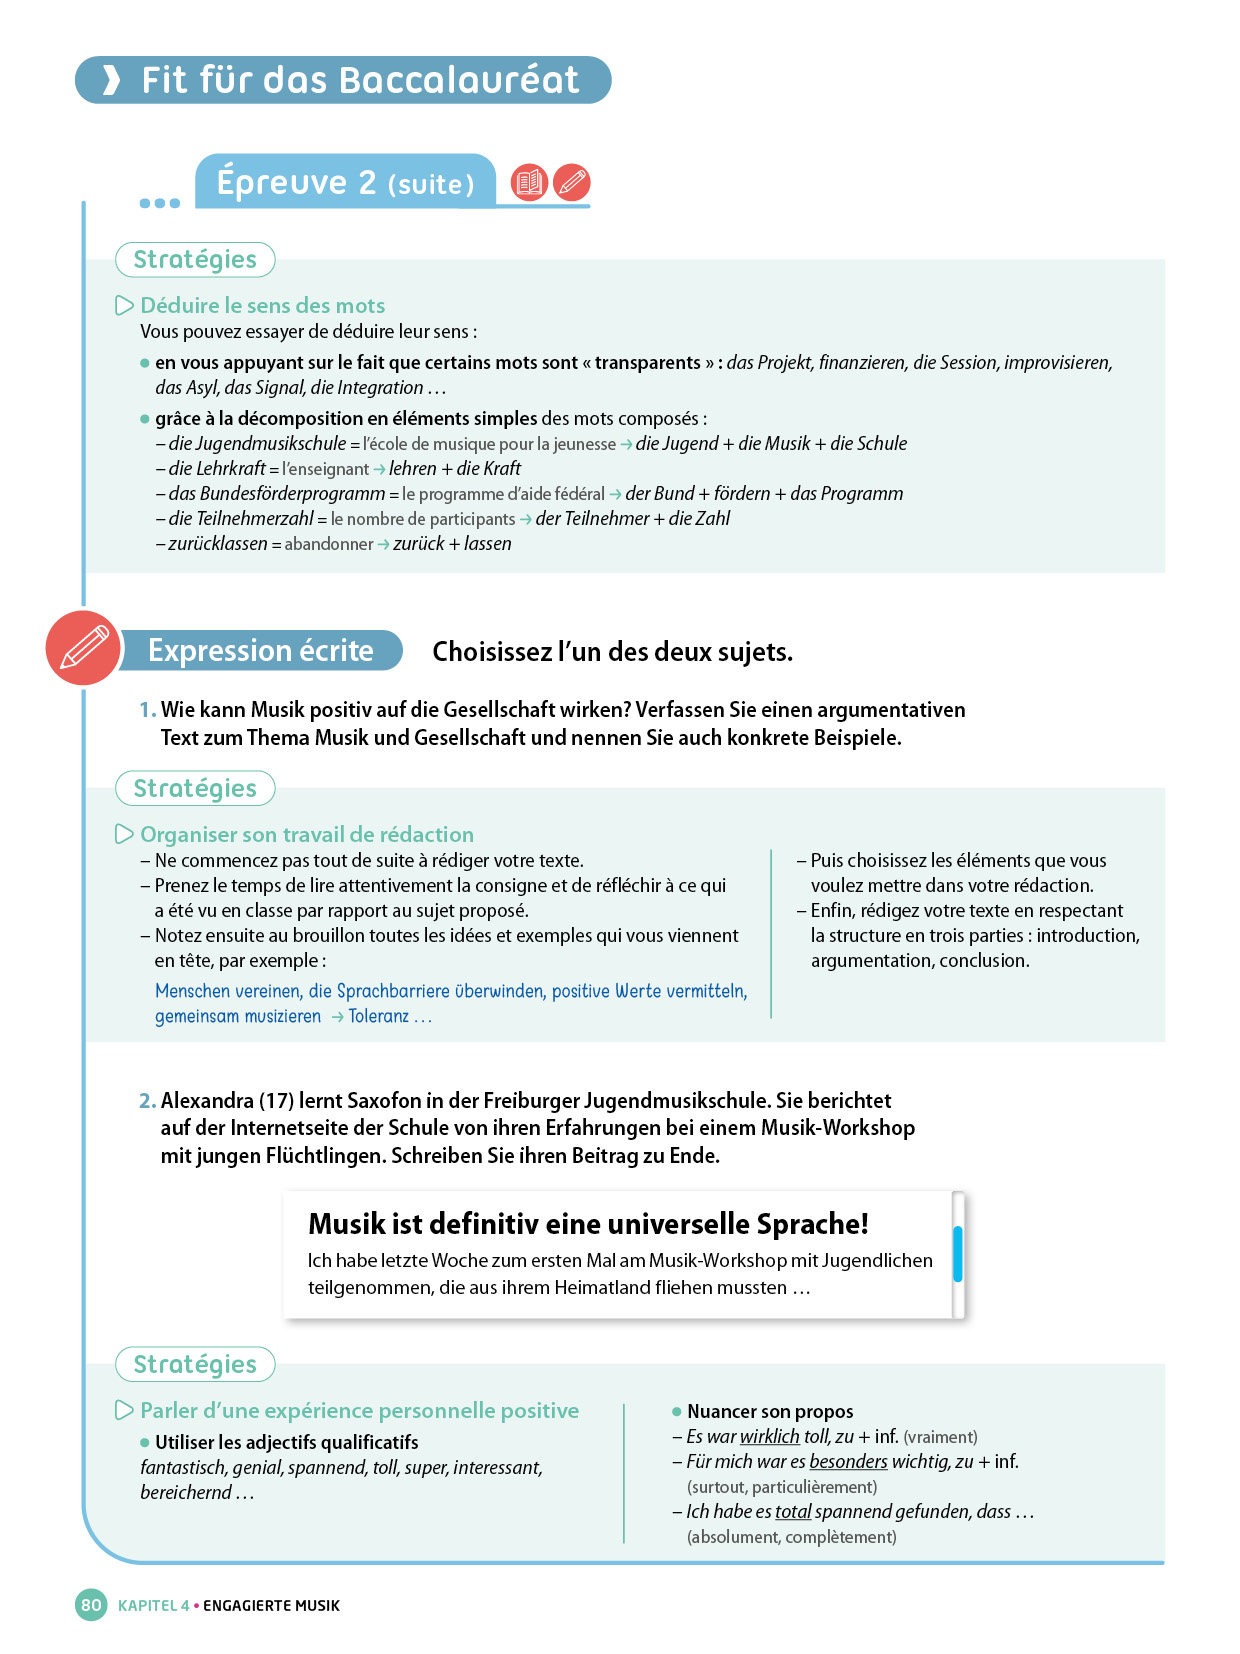 Fit für das Baccalauréat
... Épreuve 2 (suite)
Stratégies
Déduire le sens des mots
Vous pouvez essayer de déduire leur sens :
• en vous appuyant sur le fait que certains mots sont « transparents » : das Projekt, finanzieren, die Session, improvisieren,
das Asyl, das Signal, die Integration …
• grâce à la décomposition en éléments simples des mots composés :
– die Jugendmusikschule = l'école de musique pour la jeunesse → die Jugend + die Musik + die Schule
– die Lehrkraft = l'enseignant → lehren + die Kraft
– das Bundesförderprogramm = le programme d'aide fédéral → der Bund + fördern + das Programm
– die Teilnehmerzahl = le nombre de participants → der Teilnehmer + die Zahl
– zurücklassen = abandonner → zurück + lassen
Expression écrite
Choisissez l'un des deux sujets.
1. Wie kann Musik positiv auf die Gesellschaft wirken? Verfassen Sie einen argumentativen
Text zum Thema Musik und Gesellschaft und nennen Sie auch konkrete Beispiele.
Stratégies
Organiser son travail de rédaction
– Ne commencez pas tout de suite à rédiger votre texte.
– Prenez le temps de lire attentivement la consigne et de réfléchir à ce qui
a été vu en classe par rapport au sujet proposé.
– Notez ensuite au brouillon toutes les idées et exemples qui vous viennent
en tête, par exemple :
Menschen vereinen, die Sprachbarriere überwinden, positive Werte vermitteln,
gemeinsam musizieren → Toleranz …
– Puis choisissez les éléments que vous
voulez mettre dans votre rédaction.
– Enfin, rédigez votre texte en respectant
la structure en trois parties : introduction,
argumentation, conclusion.
2. Alexandra (17) lernt Saxofon in der Freiburger Jugendmusikschule. Sie berichtet
auf der Internetseite der Schule von ihren Erfahrungen bei einem Musik-Workshop
mit jungen Flüchtlingen. Schreiben Sie ihren Beitrag zu Ende.
Musik ist definitiv eine universelle Sprache!
Ich habe letzte Woche zum ersten Mal am Musik-Workshop mit Jugendlichen
teilgenommen, die aus ihrem Heimatland fliehen mussten …
Stratégies
Parler d'une expérience personnelle positive
• Utiliser les adjectifs qualificatifs
fantastisch, genial, spannend, toll, super, interessant,
bereichernd …
• Nuancer son propos
– Es war wirklich toll, zu + inf. (vraiment)
– Für mich war es besonders wichtig, zu + inf.
(surtout, particulièrement)
– Ich habe es total spannend gefunden, dass …
(absolument, complètement)
80 KAPITEL 4 • ENGAGIERTE MUSIK